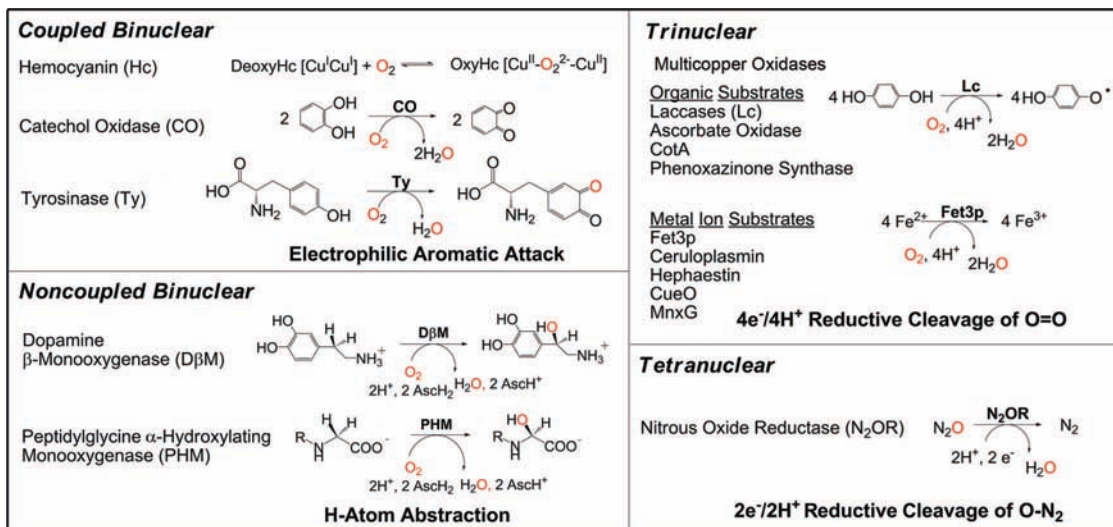 Coupled Binuclear
Hemocyanin (Hc)
DeoxyHc [CuᴵCuᴵ] + O₂ ⇌ OxyHc [Cuᴵᴵ-O₂²⁻-Cuᴵᴵ]
Catechol Oxidase (CO)
2
OH
OH
CO
O₂
2H₂O
2
O
O
Tyrosinase (Ty)
O
HO
NH₂
OH
Ty
O₂
H₂O
O
HO
NH₂
O
O
Electrophilic Aromatic Attack
Noncoupled Binuclear
Dopamine
β-Monooxygenase (DβM)
HO
HO
H
H
NH₃⁺
DβM
O₂
2H⁺, 2 AscH₂
H₂O, 2 AscH⁺
HO
HO
HO
H
NH₃⁺
Peptidylglycine α-Hydroxylating
Monooxygenase (PHM)
R
N
H
H
H
COO⁻
PHM
O₂
2H⁺, 2 AscH₂
H₂O, 2 AscH⁺
R
N
H
HO
H
COO⁻
H-Atom Abstraction
Trinuclear
Multicopper Oxidases
Organic Substrates
Laccases (Lc)
Ascorbate Oxidase
CotA
Phenoxazinone Synthase
4 HO
OH
Lc
O₂, 4H⁺
2H₂O
4 HO
O•
Metal Ion Substrates
Fet3p
Ceruloplasmin
Hephaestin
CueO
MnxG
4 Fe²⁺
Fet3p
O₂, 4H⁺
2H₂O
4 Fe³⁺
4e⁻/4H⁺ Reductive Cleavage of O=O
Tetranuclear
Nitrous Oxide Reductase (N₂OR)
N₂O
N₂OR
2H⁺, 2 e⁻
H₂O
N₂
2e⁻/2H⁺ Reductive Cleavage of O-N₂